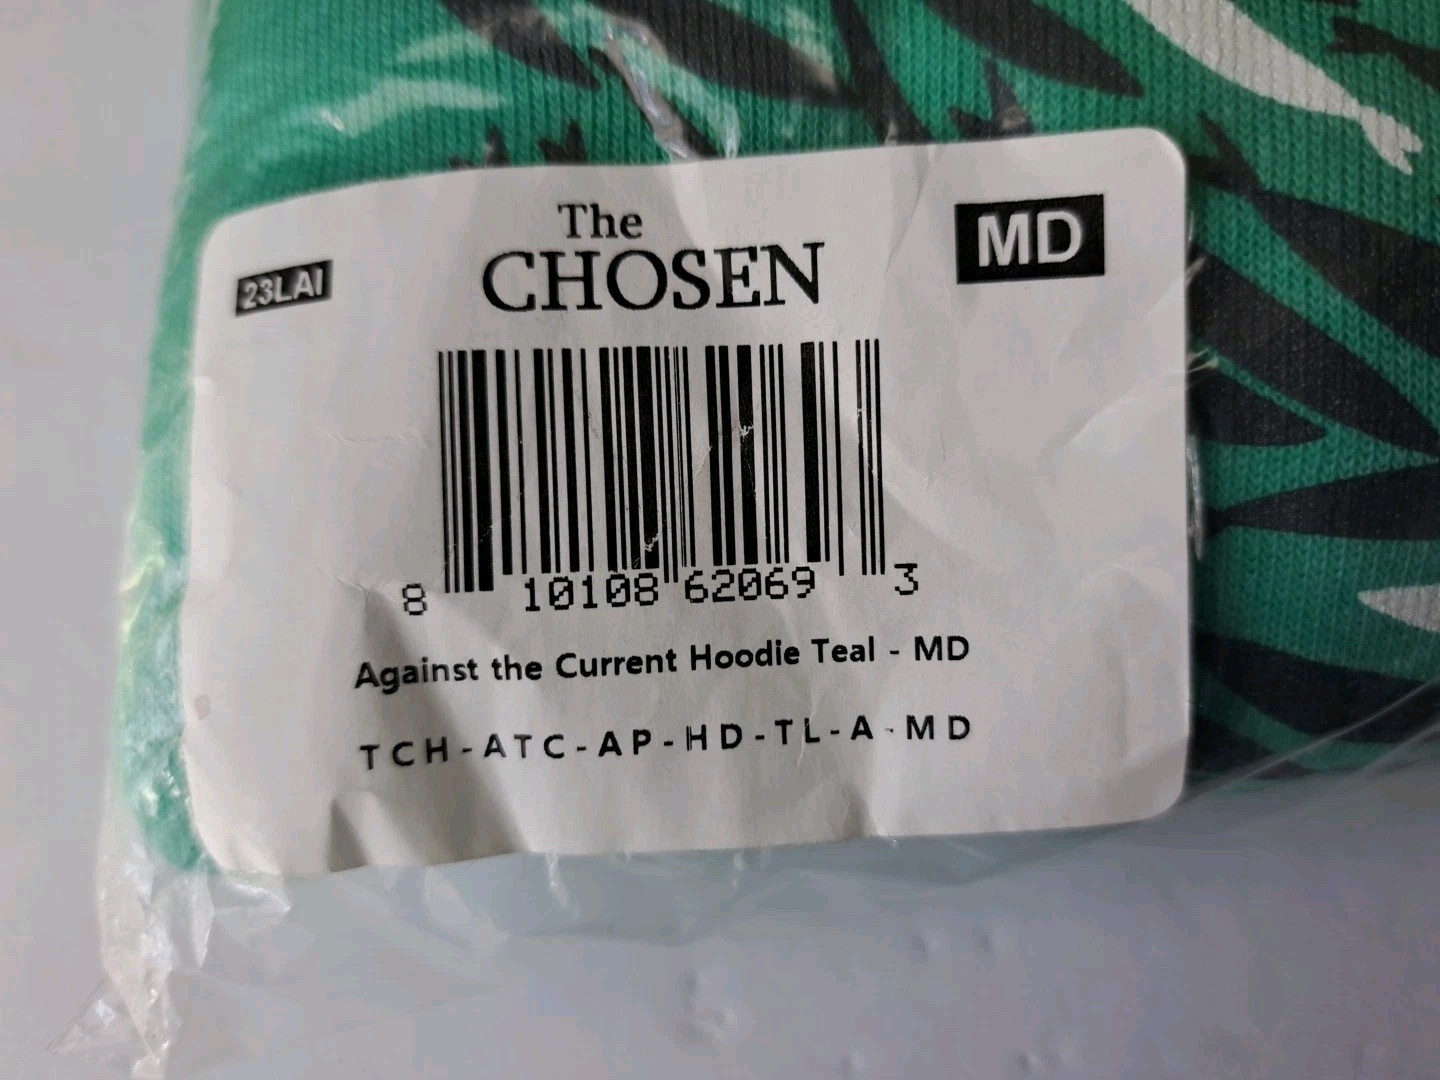 The
CHOSEN
23LAI
MD
8 10108 62069 3
Against the Current Hoodie Teal - MD
TCH-ATC-AP-HD-TL-A-MD